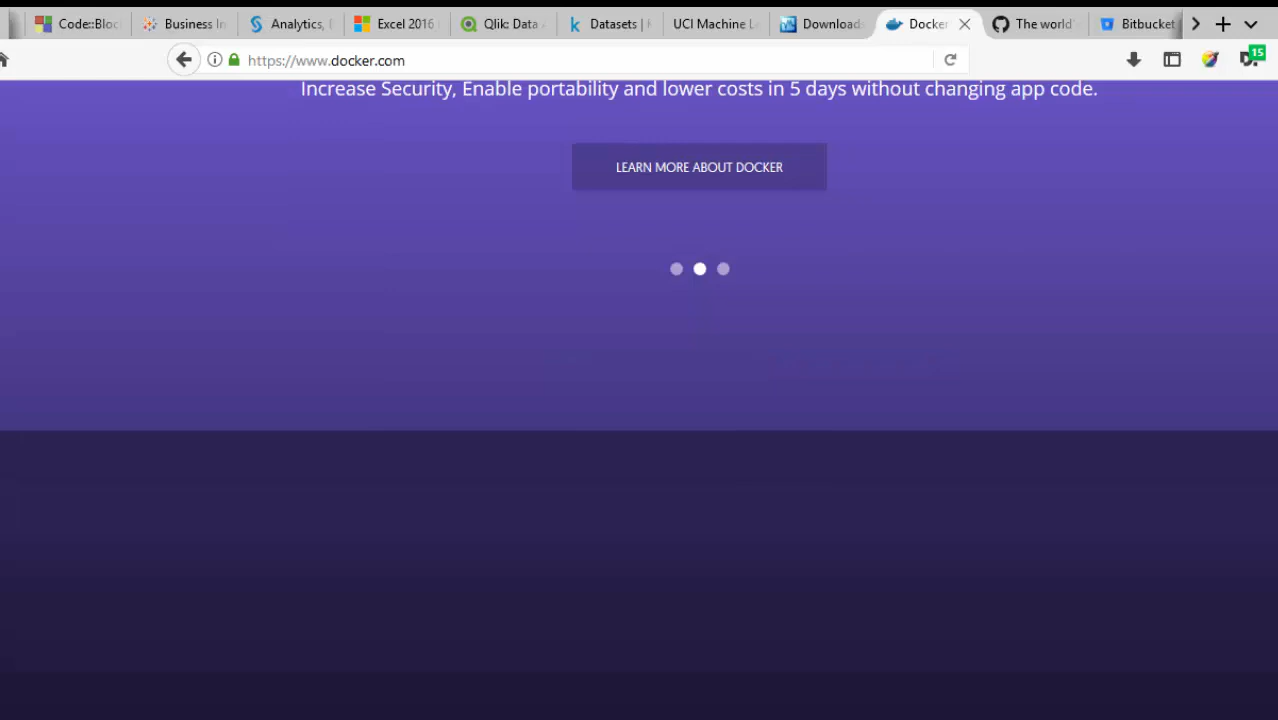 Code::Bloc
Business In
Analytics,
Excel 2016
Qlik: Data
Datasets |
UCI Machine L
Downloads
Docker
The world'
Bitbucket
https://www.docker.com
15
Increase Security, Enable portability and lower costs in 5 days without changing app code.
LEARN MORE ABOUT DOCKER